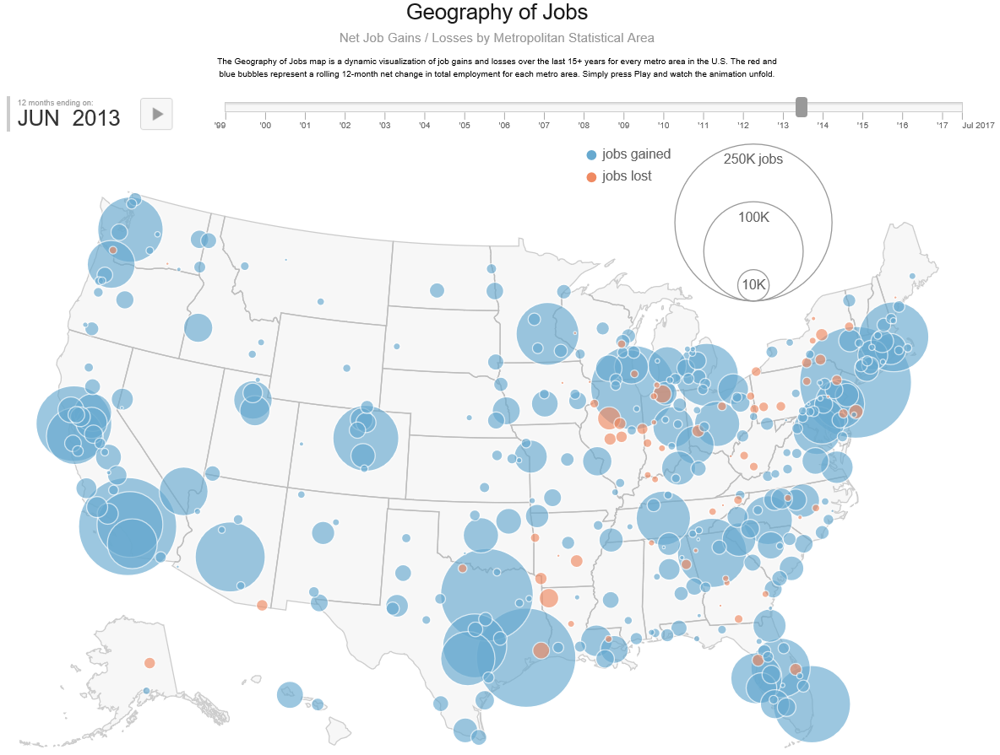 Geography of Jobs
Net Job Gains / Losses by Metropolitan Statistical Area
The Geography of Jobs map is a dynamic visualization of job gains and losses over the last 15+ years for every metro area in the U.S. The red and
blue bubbles represent a rolling 12-month net change in total employment for each metro area. Simply press Play and watch the animation unfold.
12 months ending on:
JUN 2013
'99 '00 '01 '02 '03 '04 '05 '06 '07 '08 '09 '10 '11 '12 '13 '14 '15 '16 '17 Jul 2017
jobs gained
jobs lost
250K jobs
100K
10K